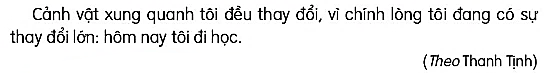 Cảnh vật xung quanh tôi đều thay đổi, vì chính lòng tôi đang có sự
thay đổi lớn: hôm nay tôi đi học.
(Theo Thanh Tịnh)